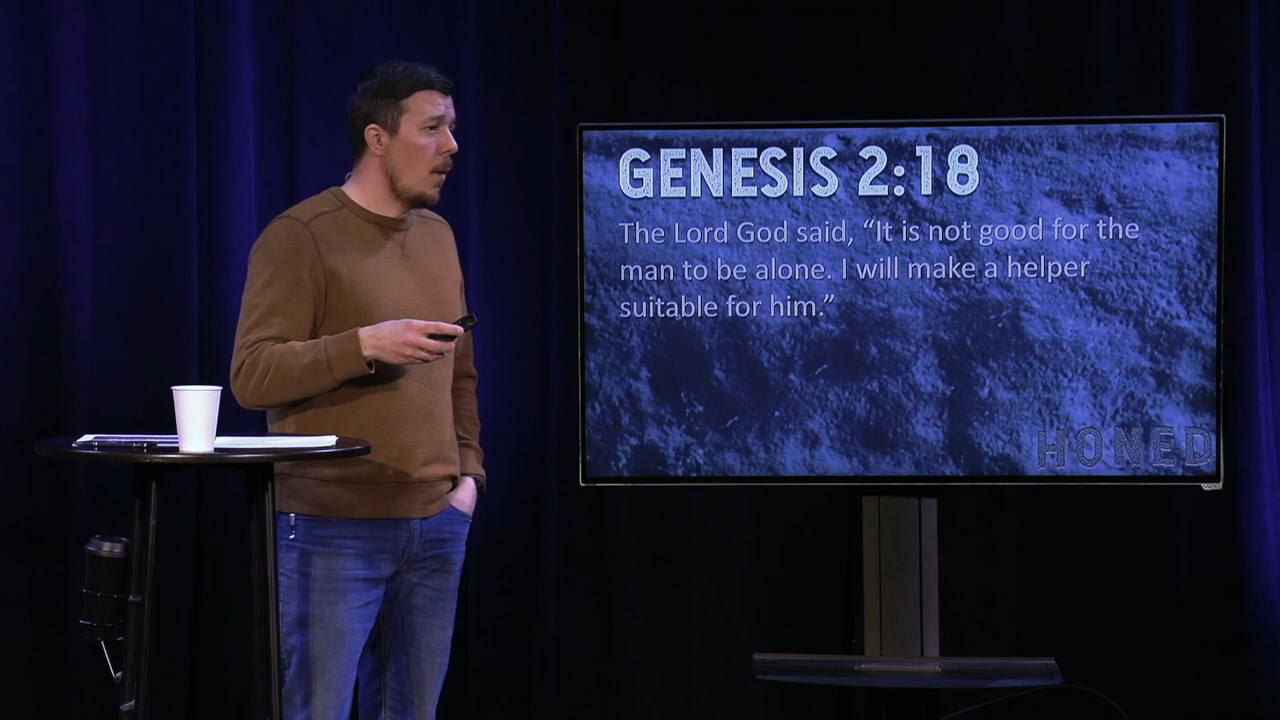 GENESIS 2:18
The Lord God said, “It is not good for the
man to be alone. I will make a helper
suitable for him.”
HONED
VIZIO